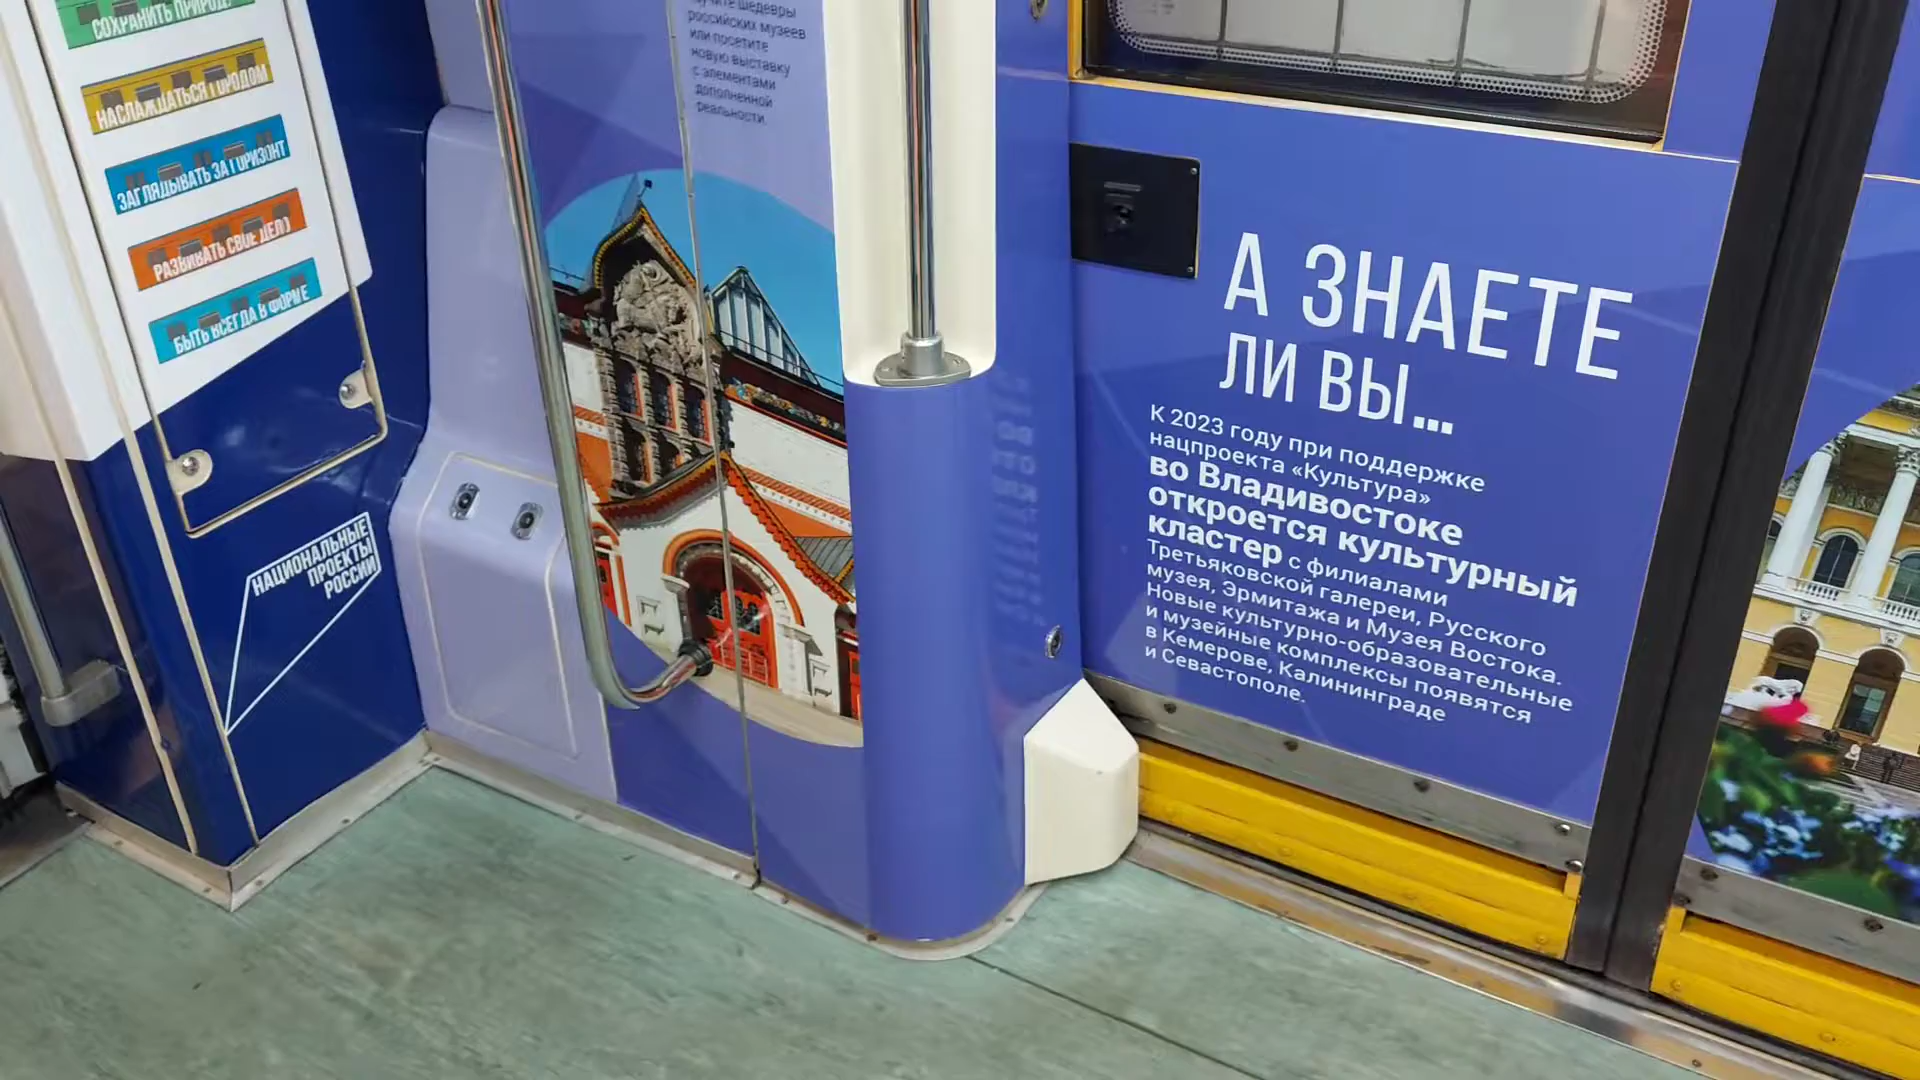 СОХРАНИТЬ ПРИРОДУ
НАСЛАЖДАТЬСЯ ГОРОДОМ
ЗАГЛЯДЫВАТЬ ЗА ГОРИЗОНТ
РАЗВИВАТЬ СВОЕ ДЕЛО
БЫТЬ ВСЕГДА В ФОРМЕ
НАЦИОНАЛЬНЫЕ
ПРОЕКТЫ
РОССИИ
шедевры
российских музеев
или посетите
новую выставку
с элементами
дополненной
реальности.
А ЗНАЕТЕ
ЛИ ВЫ...
К 2023 году при поддержке
нацпроекта «Культура»
во Владивостоке
откроется культурный
кластер с филиалами
Третьяковской галереи, Русского
музея, Эрмитажа и Музея Востока.
Новые культурно-образовательные
и музейные комплексы появятся
в Кемерове, Калининграде
и Севастополе.